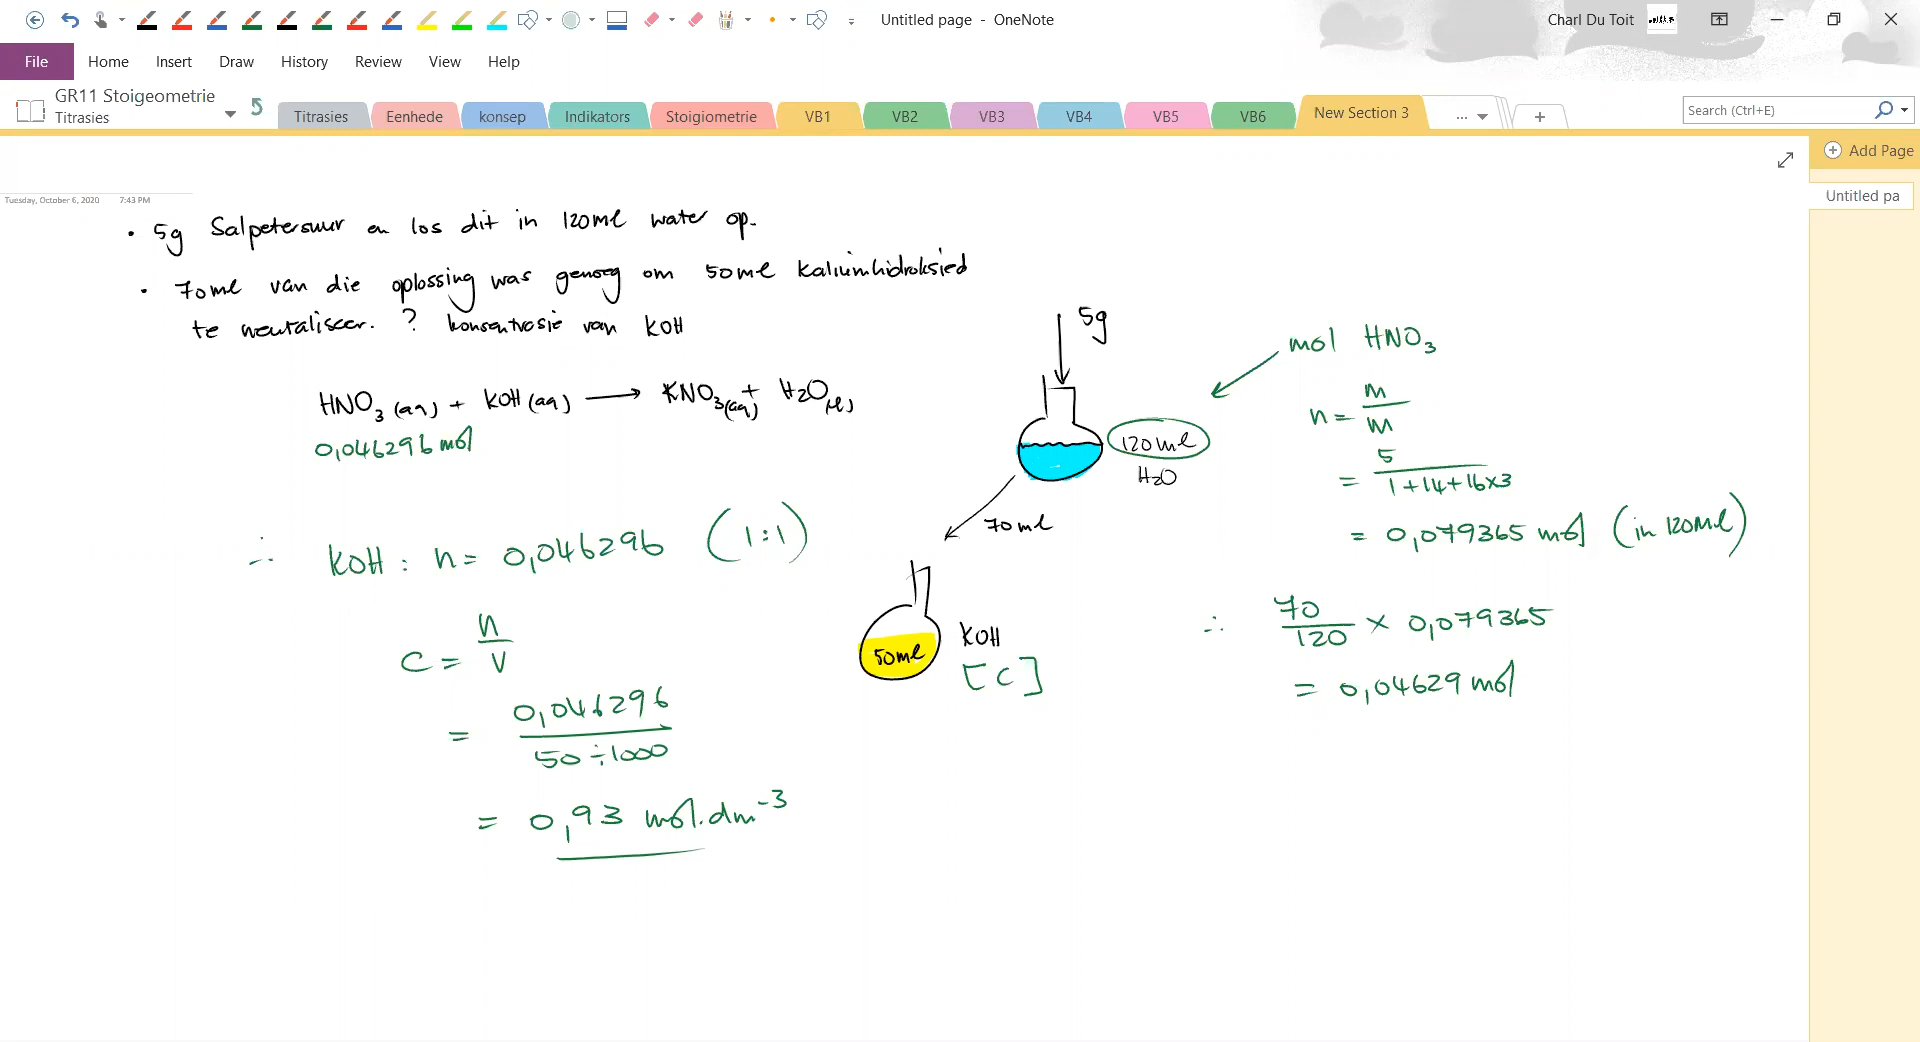 Untitled page - OneNote
Charl Du Toit
File Home Insert Draw History Review View Help
GR11 Stoigeometrie
Titrasies
Titrasies Eenhede konsep Indikators Stoigiometrie VB1 VB2 VB3 VB4 VB5 VB6 New Section 3 ... +
Search (Ctrl+E)
Add Page
Untitled pa
Tuesday, October 6, 2020 7:43 PM
• 5g Salpetersuur en los dit in 120ml water op.
• 70ml van die oplossing was genoeg om 50ml kaliumhidroksied
te neutraliseer. ? konsentrasie van KOH
HNO₃ (aq) + KOH (aq) → KNO₃(aq) + H₂O(l)
0,046296 mol
∴ KOH : n = 0,046296 (1:1)
c = n/V
= 0,046296 / 50÷1000
= 0,93 mol.dm⁻³
5g
120ml
H₂O
70ml
50ml
KOH
[C]
mol HNO₃
n = m/M
= 5 / 1+14+16x3
= 0,079365 mol (in 120ml)
∴ 70/120 × 0,079365
= 0,04629 mol